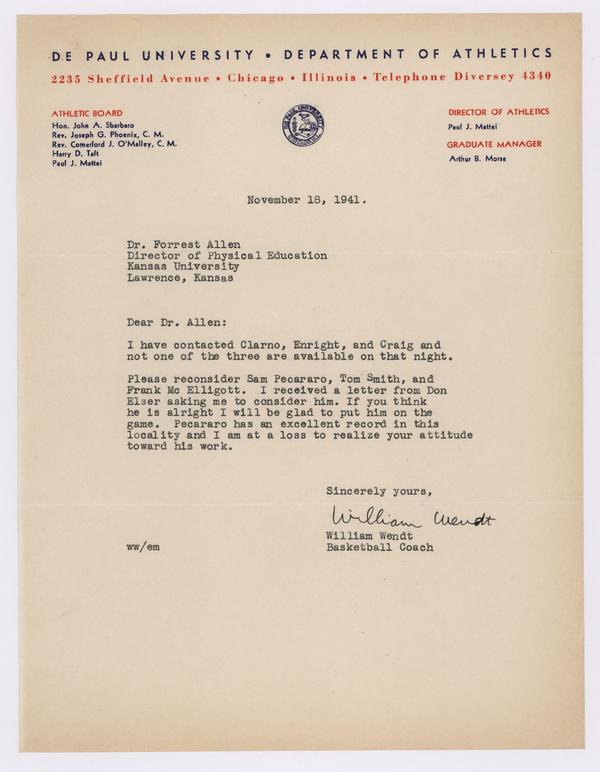 DE PAUL UNIVERSITY • DEPARTMENT OF ATHLETICS
2235 Sheffield Avenue • Chicago • Illinois • Telephone Diversey 4340
ATHLETIC BOARD
Hon. John A. Sbarbaro
Rev. Joseph G. Phoenix, C. M.
Rev. Comerford J. O'Malley, C. M.
Harry D. Taft
Paul J. Mattei
DE PAUL UNIVERSITY
DIRECTOR OF ATHLETICS
Paul J. Mattei
GRADUATE MANAGER
Arthur B. Morse
November 18, 1941.
Dr. Forrest Allen
Director of Physical Education
Kansas University
Lawrence, Kansas
Dear Dr. Allen:
I have contacted Clarno, Enright, and Craig and
not one of the three are available on that night.
Please reconsider Sam Pecararo, Tom Smith, and
Frank Mc Elligott.  I received a letter from Don
Elser asking me to consider him. If you think
he is alright I will be glad to put him on the
game.  Pecararo has an excellent record in this
locality and I am at a loss to realize your attitude
toward his work.
Sincerely yours,
William Wendt
William Wendt
ww/em Basketball Coach